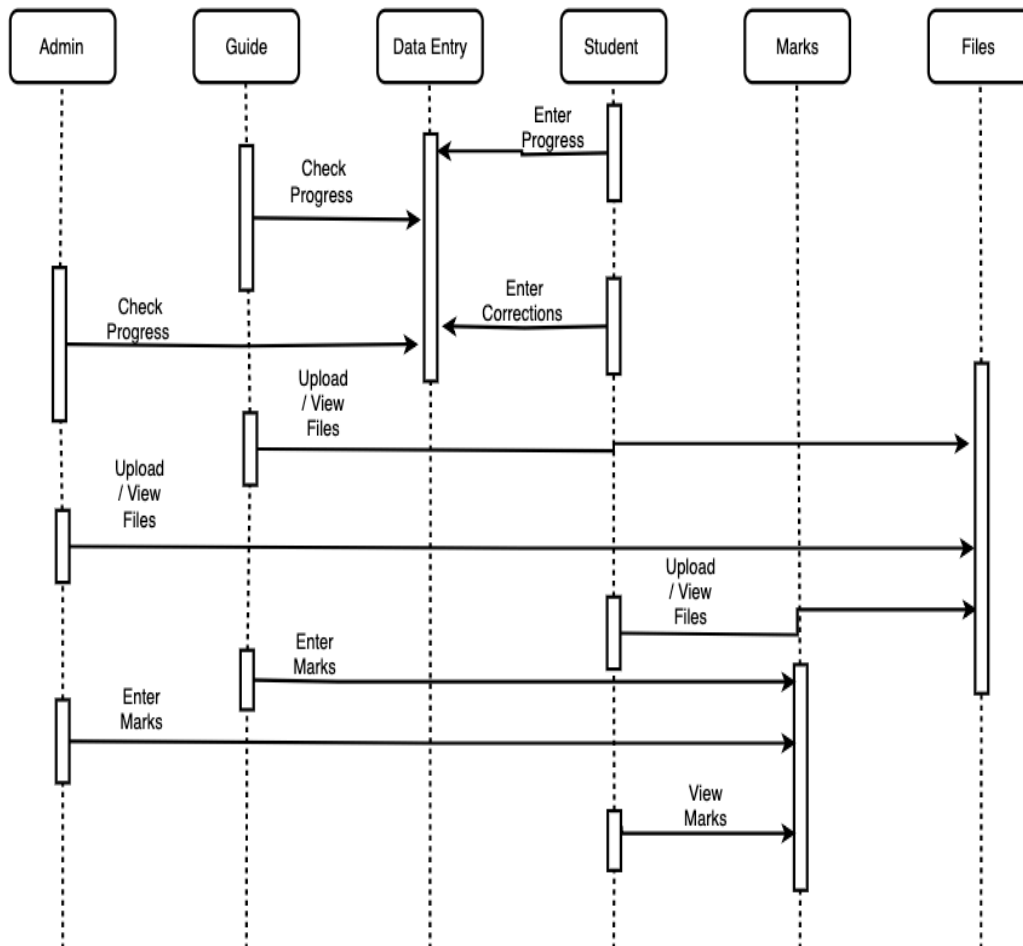 Admin
Guide
Data Entry
Student
Marks
Files
Enter
Progress
Check
Progress
Enter
Corrections
Check
Progress
Upload
/ View
Files
Upload
/ View
Files
Upload
/ View
Files
Enter
Marks
Enter
Marks
View
Marks